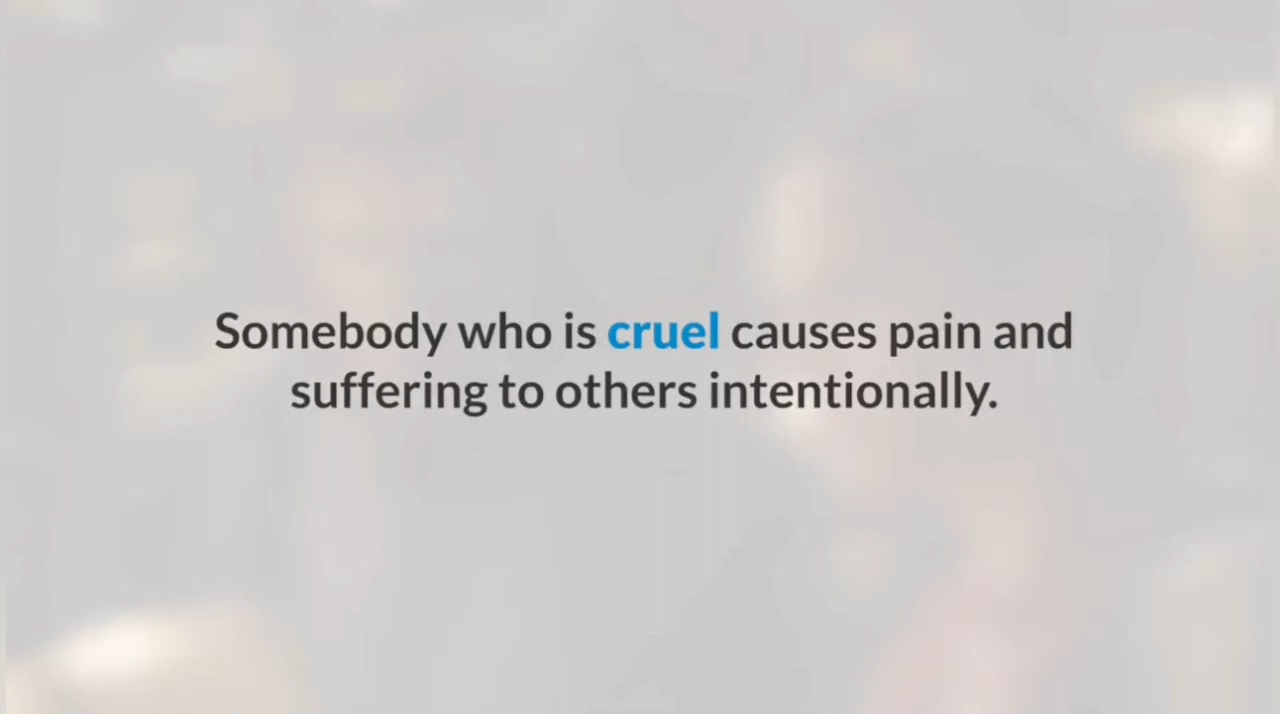 Somebody who is cruel causes pain and
suffering to others intentionally.